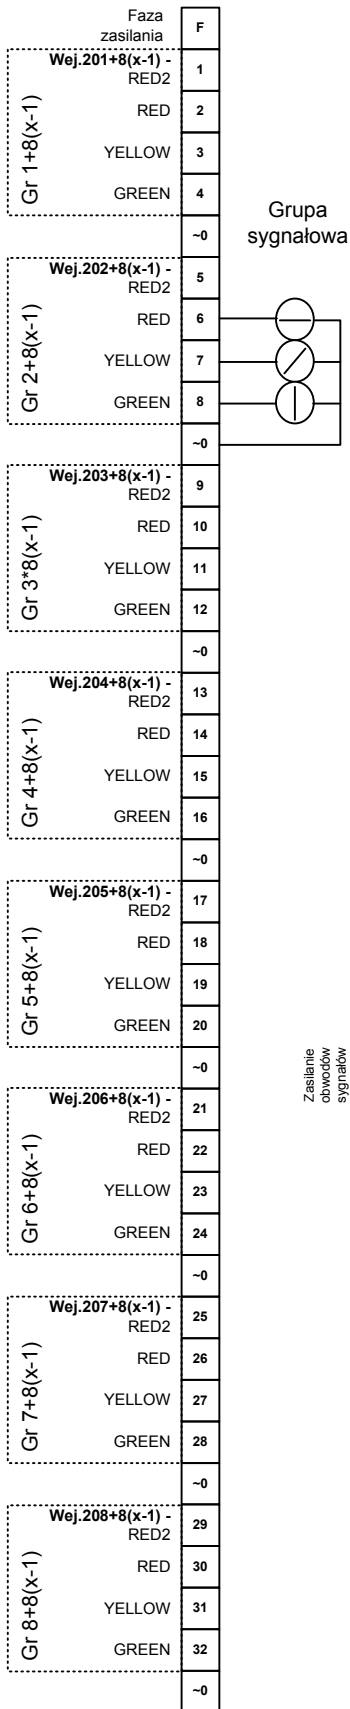 Faza
zasilania
F
Gr 1+8(x-1)
Wej.201+8(x-1) -
RED2
1
RED
2
YELLOW
3
GREEN
4
~0
Grupa
sygnałowa
Gr 2+8(x-1)
Wej.202+8(x-1) -
RED2
5
RED
6
YELLOW
7
GREEN
8
~0
Gr 3*8(x-1)
Wej.203+8(x-1) -
RED2
9
RED
10
YELLOW
11
GREEN
12
~0
Gr 4+8(x-1)
Wej.204+8(x-1) -
RED2
13
RED
14
YELLOW
15
GREEN
16
~0
Gr 5+8(x-1)
Wej.205+8(x-1) -
RED2
17
RED
18
YELLOW
19
GREEN
20
~0
Zasilanie
obwodów
sygnałów
Gr 6+8(x-1)
Wej.206+8(x-1) -
RED2
21
RED
22
YELLOW
23
GREEN
24
~0
Gr 7+8(x-1)
Wej.207+8(x-1) -
RED2
25
RED
26
YELLOW
27
GREEN
28
~0
Gr 8+8(x-1)
Wej.208+8(x-1) -
RED2
29
RED
30
YELLOW
31
GREEN
32
~0